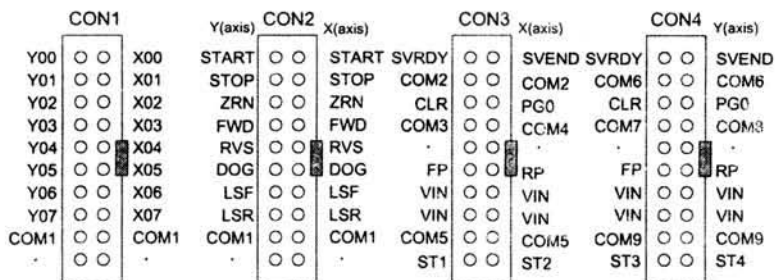 CON1 Y(axis) CON2 X(axis) CON3 X(axis) CON4 Y(axis)
Y00 X00 START START SVRDY SVEND SVRDY SVEND
Y01 X01 STOP STOP COM2 COM2 COM6 COM6
Y02 X02 ZRN ZRN CLR PG0 CLR PG0
Y03 X03 FWD FWD COM3 COM4 COM7
Y04 X04 RVS RVS · · · ·
Y05 X05 DOG DOG FP RP FP RP
Y06 X06 LSF LSF VIN VIN VIN VIN
Y07 X07 LSR LSR VIN VIN VIN VIN
COM1 COM1 COM1 COM1 COM5 COM5 COM9 COM9
· · · · ST1 ST2 ST3 ST4